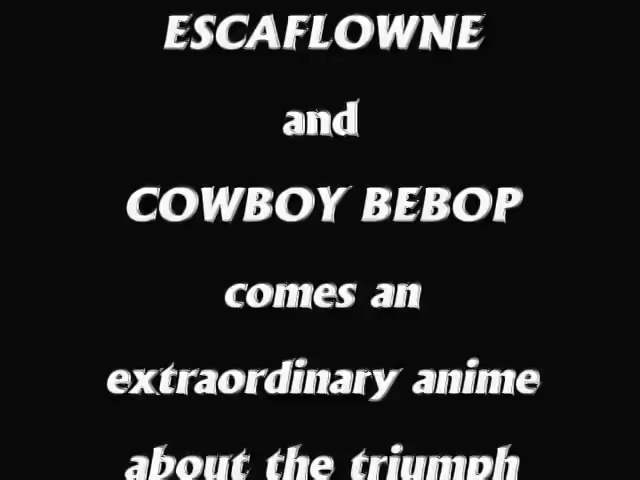 ESCAFLOWNE
and
COWBOY BEBOP
comes an
extraordinary anime
about the triumph